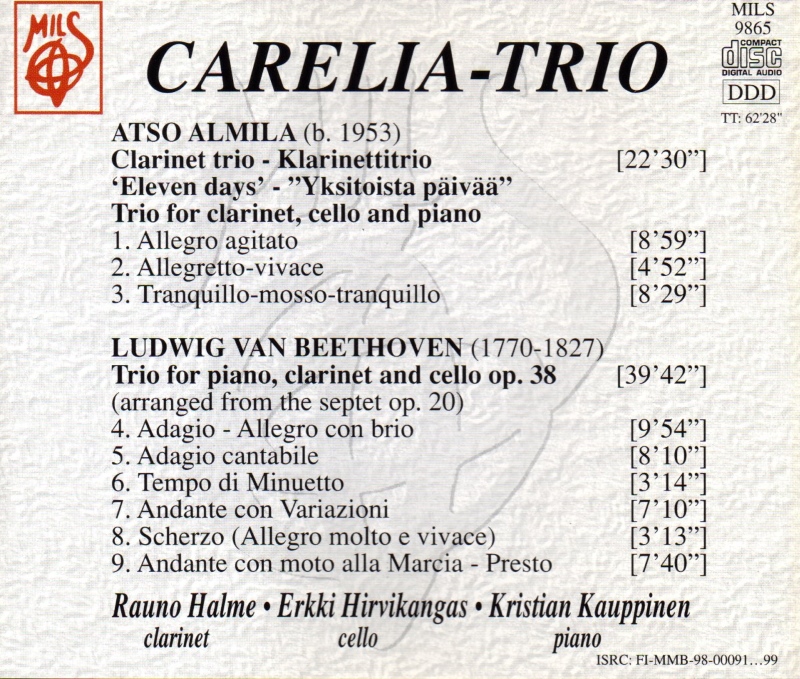 MILS
CARELIA-TRIO
MILS
9865
COMPACT
disc
DIGITAL AUDIO
DDD
TT: 62'28"
ATSO ALMILA (b. 1953)
Clarinet trio - Klarinettitrio [22’30”]
‘Eleven days’ - ”Yksitoista päivää”
Trio for clarinet, cello and piano
1. Allegro agitato [8’59”]
2. Allegretto-vivace [4’52”]
3. Tranquillo-mosso-tranquillo [8’29”]
LUDWIG VAN BEETHOVEN (1770-1827)
Trio for piano, clarinet and cello op. 38 [39’42”]
(arranged from the septet op. 20)
4. Adagio - Allegro con brio [9’54”]
5. Adagio cantabile [8’10”]
6. Tempo di Minuetto [3’14”]
7. Andante con Variazioni [7’10”]
8. Scherzo (Allegro molto e vivace) [3’13”]
9. Andante con moto alla Marcia - Presto [7’40”]
Rauno Halme • Erkki Hirvikangas • Kristian Kauppinen
clarinet cello piano
ISRC: FI-MMB-98-00091...99